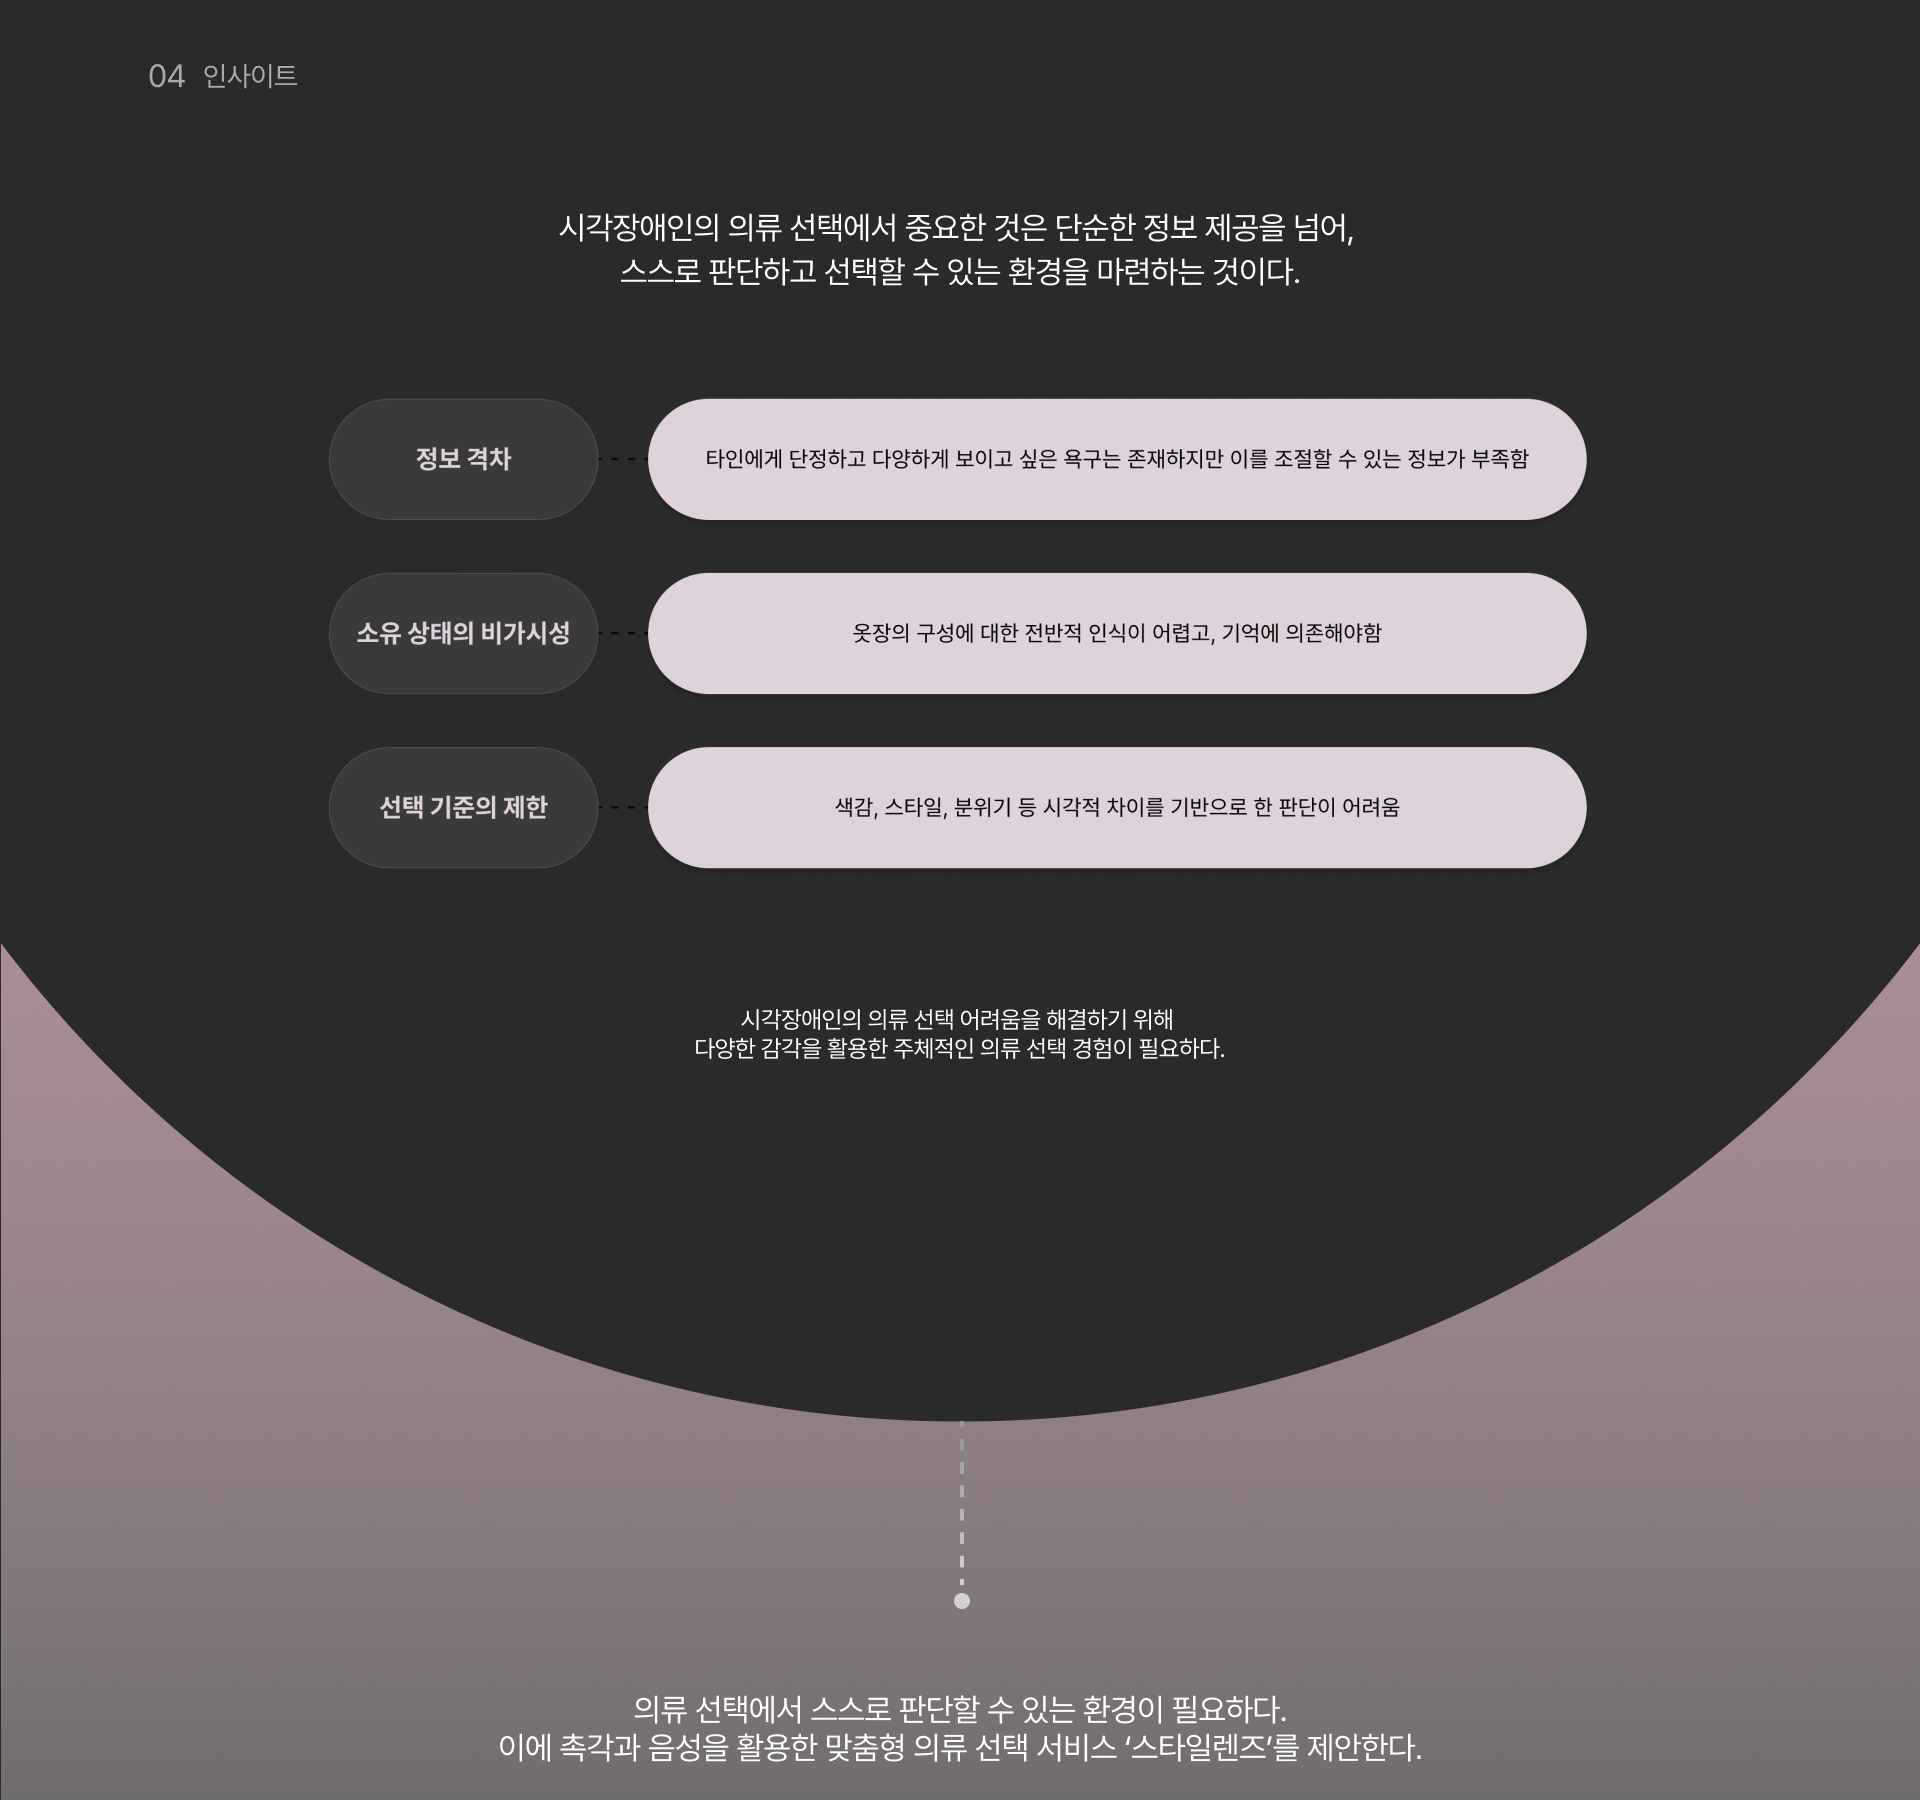 04 인사이트
시각장애인의 의류 선택에서 중요한 것은 단순한 정보 제공을 넘어,
스스로 판단하고 선택할 수 있는 환경을 마련하는 것이다.
정보 격차
타인에게 단정하고 다양하게 보이고 싶은 욕구는 존재하지만 이를 조절할 수 있는 정보가 부족함
소유 상태의 비가시성
옷장의 구성에 대한 전반적 인식이 어렵고, 기억에 의존해야함
선택 기준의 제한
색감, 스타일, 분위기 등 시각적 차이를 기반으로 한 판단이 어려움
시각장애인의 의류 선택 어려움을 해결하기 위해
다양한 감각을 활용한 주체적인 의류 선택 경험이 필요하다.
의류 선택에서 스스로 판단할 수 있는 환경이 필요하다.
이에 촉각과 음성을 활용한 맞춤형 의류 선택 서비스 ‘스타일렌즈’를 제안한다.